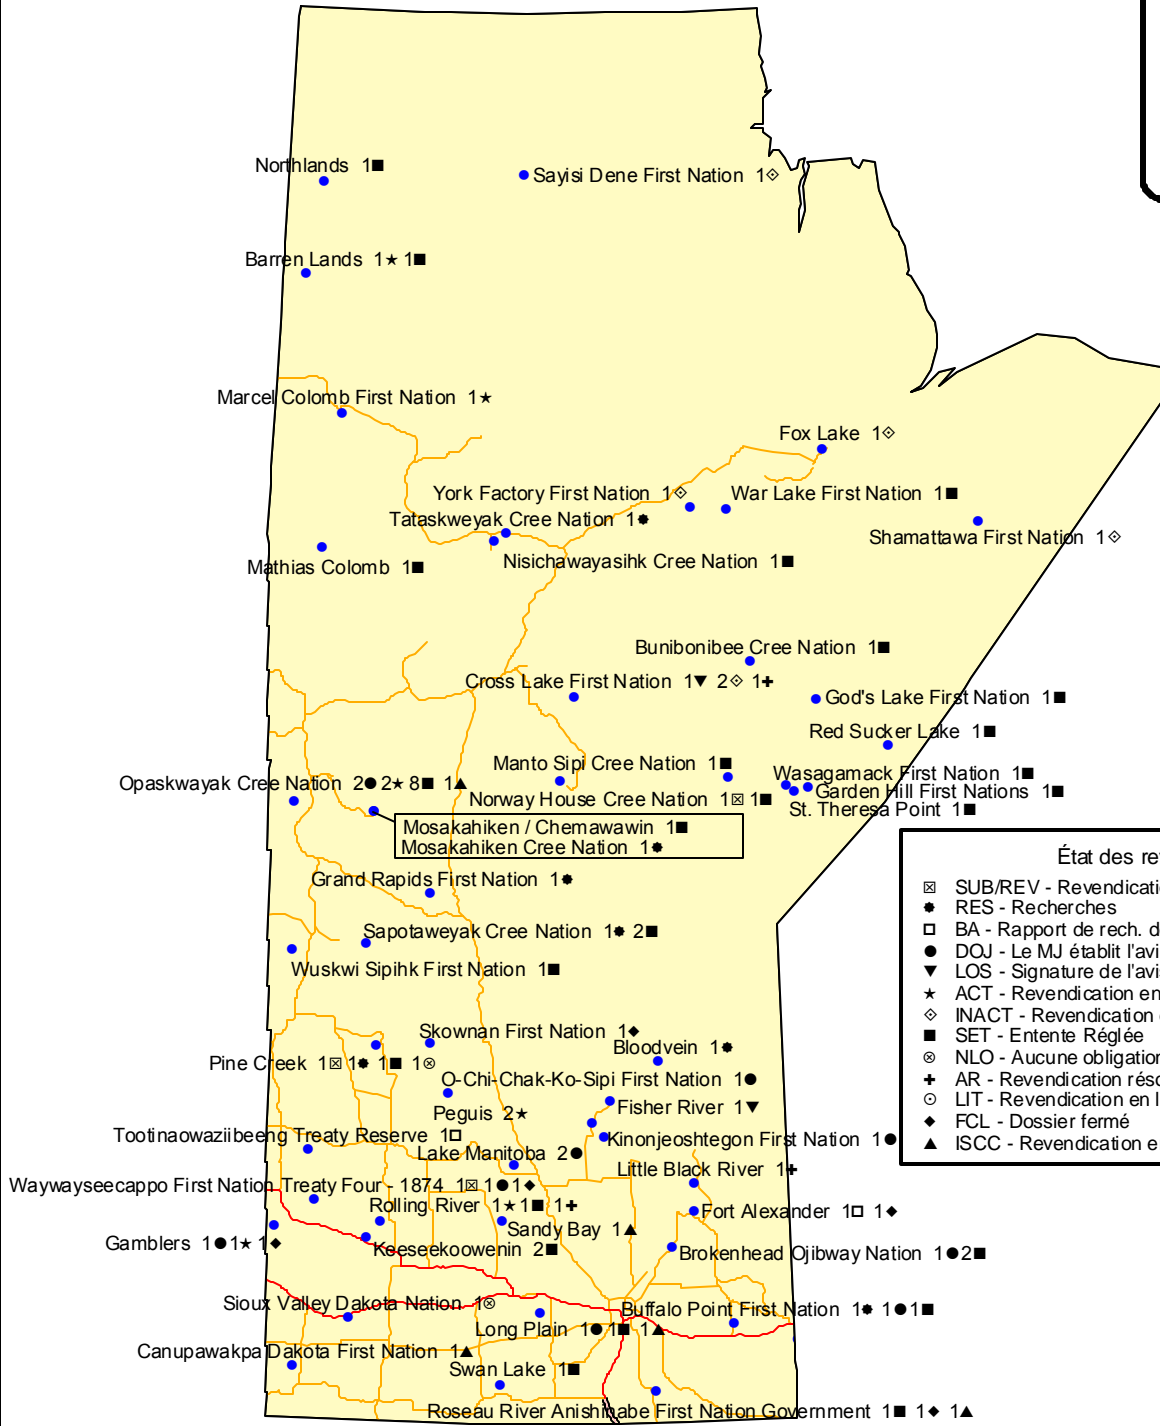 Northlands 1■
Sayisi Dene First Nation 1⟐
Barren Lands 1★ 1■
Marcel Colomb First Nation 1★
Fox Lake 1⟐
York Factory First Nation 1⟐
War Lake First Nation 1■
Tataskweyak Cree Nation 1✸
Shamattawa First Nation 1⟐
Mathias Colomb 1■
Nisichawayasihk Cree Nation 1■
Bunibonibee Cree Nation 1■
Cross Lake First Nation 1▼ 2⟐ 1✚
God's Lake First Nation 1■
Red Sucker Lake 1■
Manto Sipi Cree Nation 1■
Wasagamack First Nation 1■
Opaskwayak Cree Nation 2● 2★ 8■ 1▲
Garden Hill First Nations 1■
Norway House Cree Nation 1☒ 1■
St. Theresa Point 1■
Mosakahiken / Chemawawin 1■
Mosakahiken Cree Nation 1✸
Grand Rapids First Nation 1✸
Sapotaweyak Cree Nation 1✸ 2■
Wuskwi Sipihk First Nation 1■
Skownan First Nation 1◆
Bloodvein 1✸
Pine Creek 1☒ 1✸ 1■ 1⊗
O-Chi-Chak-Ko-Sipi First Nation 1●
Peguis 2★
Fisher River 1▼
Tootinaowaziibeeng Treaty Reserve 1□
Kinonjeoshtegon First Nation 1●
Lake Manitoba 2●
Little Black River 1✚
Waywayseecappo First Nation Treaty Four - 1874 1☒ 1● 1◆
Rolling River 1★ 1■ 1✚
Fort Alexander 1□ 1◆
Sandy Bay 1▲
Gamblers 1● 1★ 1◆
Keeseekoowenin 2■
Brokenhead Ojibway Nation 1● 2■
Sioux Valley Dakota Nation 1⊗
Buffalo Point First Nation 1✸ 1● 1■
Long Plain 1● 1■ 1▲
Canupawakpa Dakota First Nation 1▲
Swan Lake 1■
Roseau River Anishinabe First Nation Government 1■ 1◆ 1▲
État des re
☒ SUB/REV - Revendicati
✸ RES - Recherches
□ BA - Rapport de rech. d
● DOJ - Le MJ établit l'avi
▼ LOS - Signature de l'avi
★ ACT - Revendication en
⟐ INACT - Revendication
■ SET - Entente Réglée
⊗ NLO - Aucune obligation
✚ AR - Revendication réso
⊙ LIT - Revendication en l
◆ FCL - Dossier fermé
▲ ISCC - Revendication e